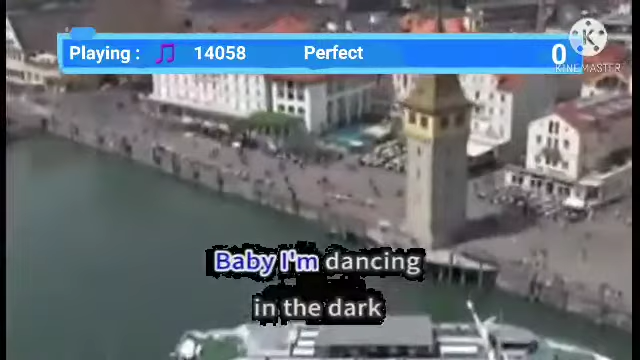 Playing : 14058 Perfect 0
K
KINEMASTER
Baby I'm dancing
in the dark